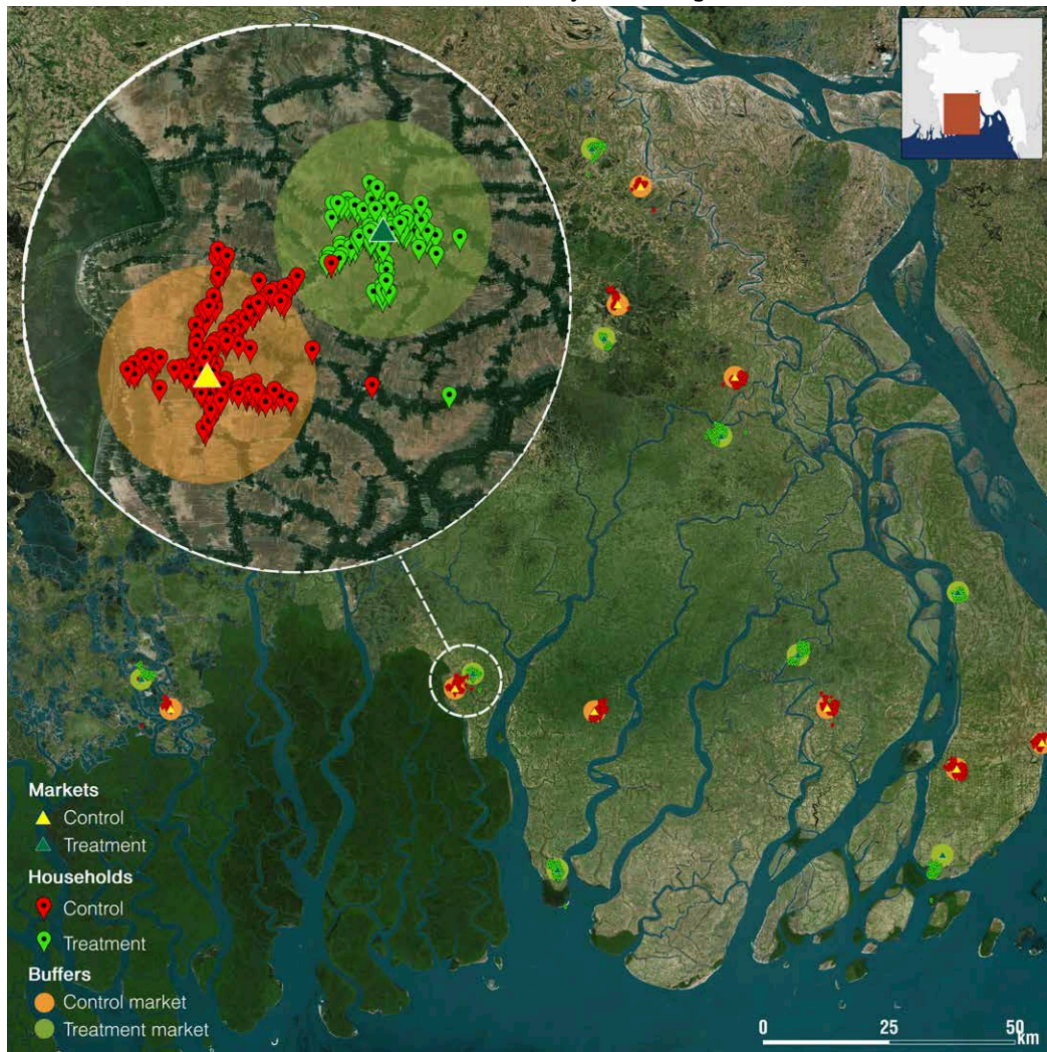 Markets
Control
Treatment
Households
Control
Treatment
Buffers
Control market
Treatment market
0 25 50
km